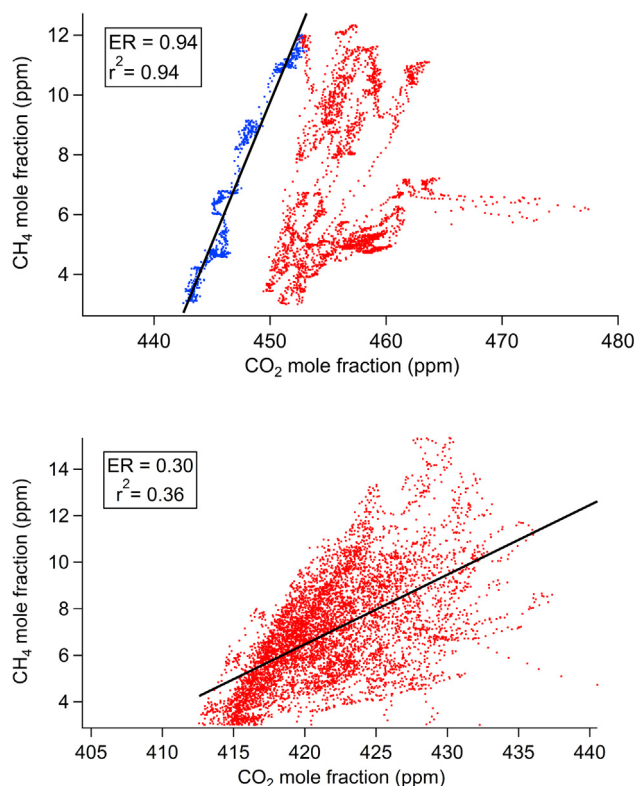 12
10
8
6
4
CH4 mole fraction (ppm)
ER = 0.94
r2 = 0.94
440 450 460 470 480
CO2 mole fraction (ppm)
14
12
10
8
6
4
CH4 mole fraction (ppm)
ER = 0.30
r2 = 0.36
405 410 415 420 425 430 435 440
CO2 mole fraction (ppm)